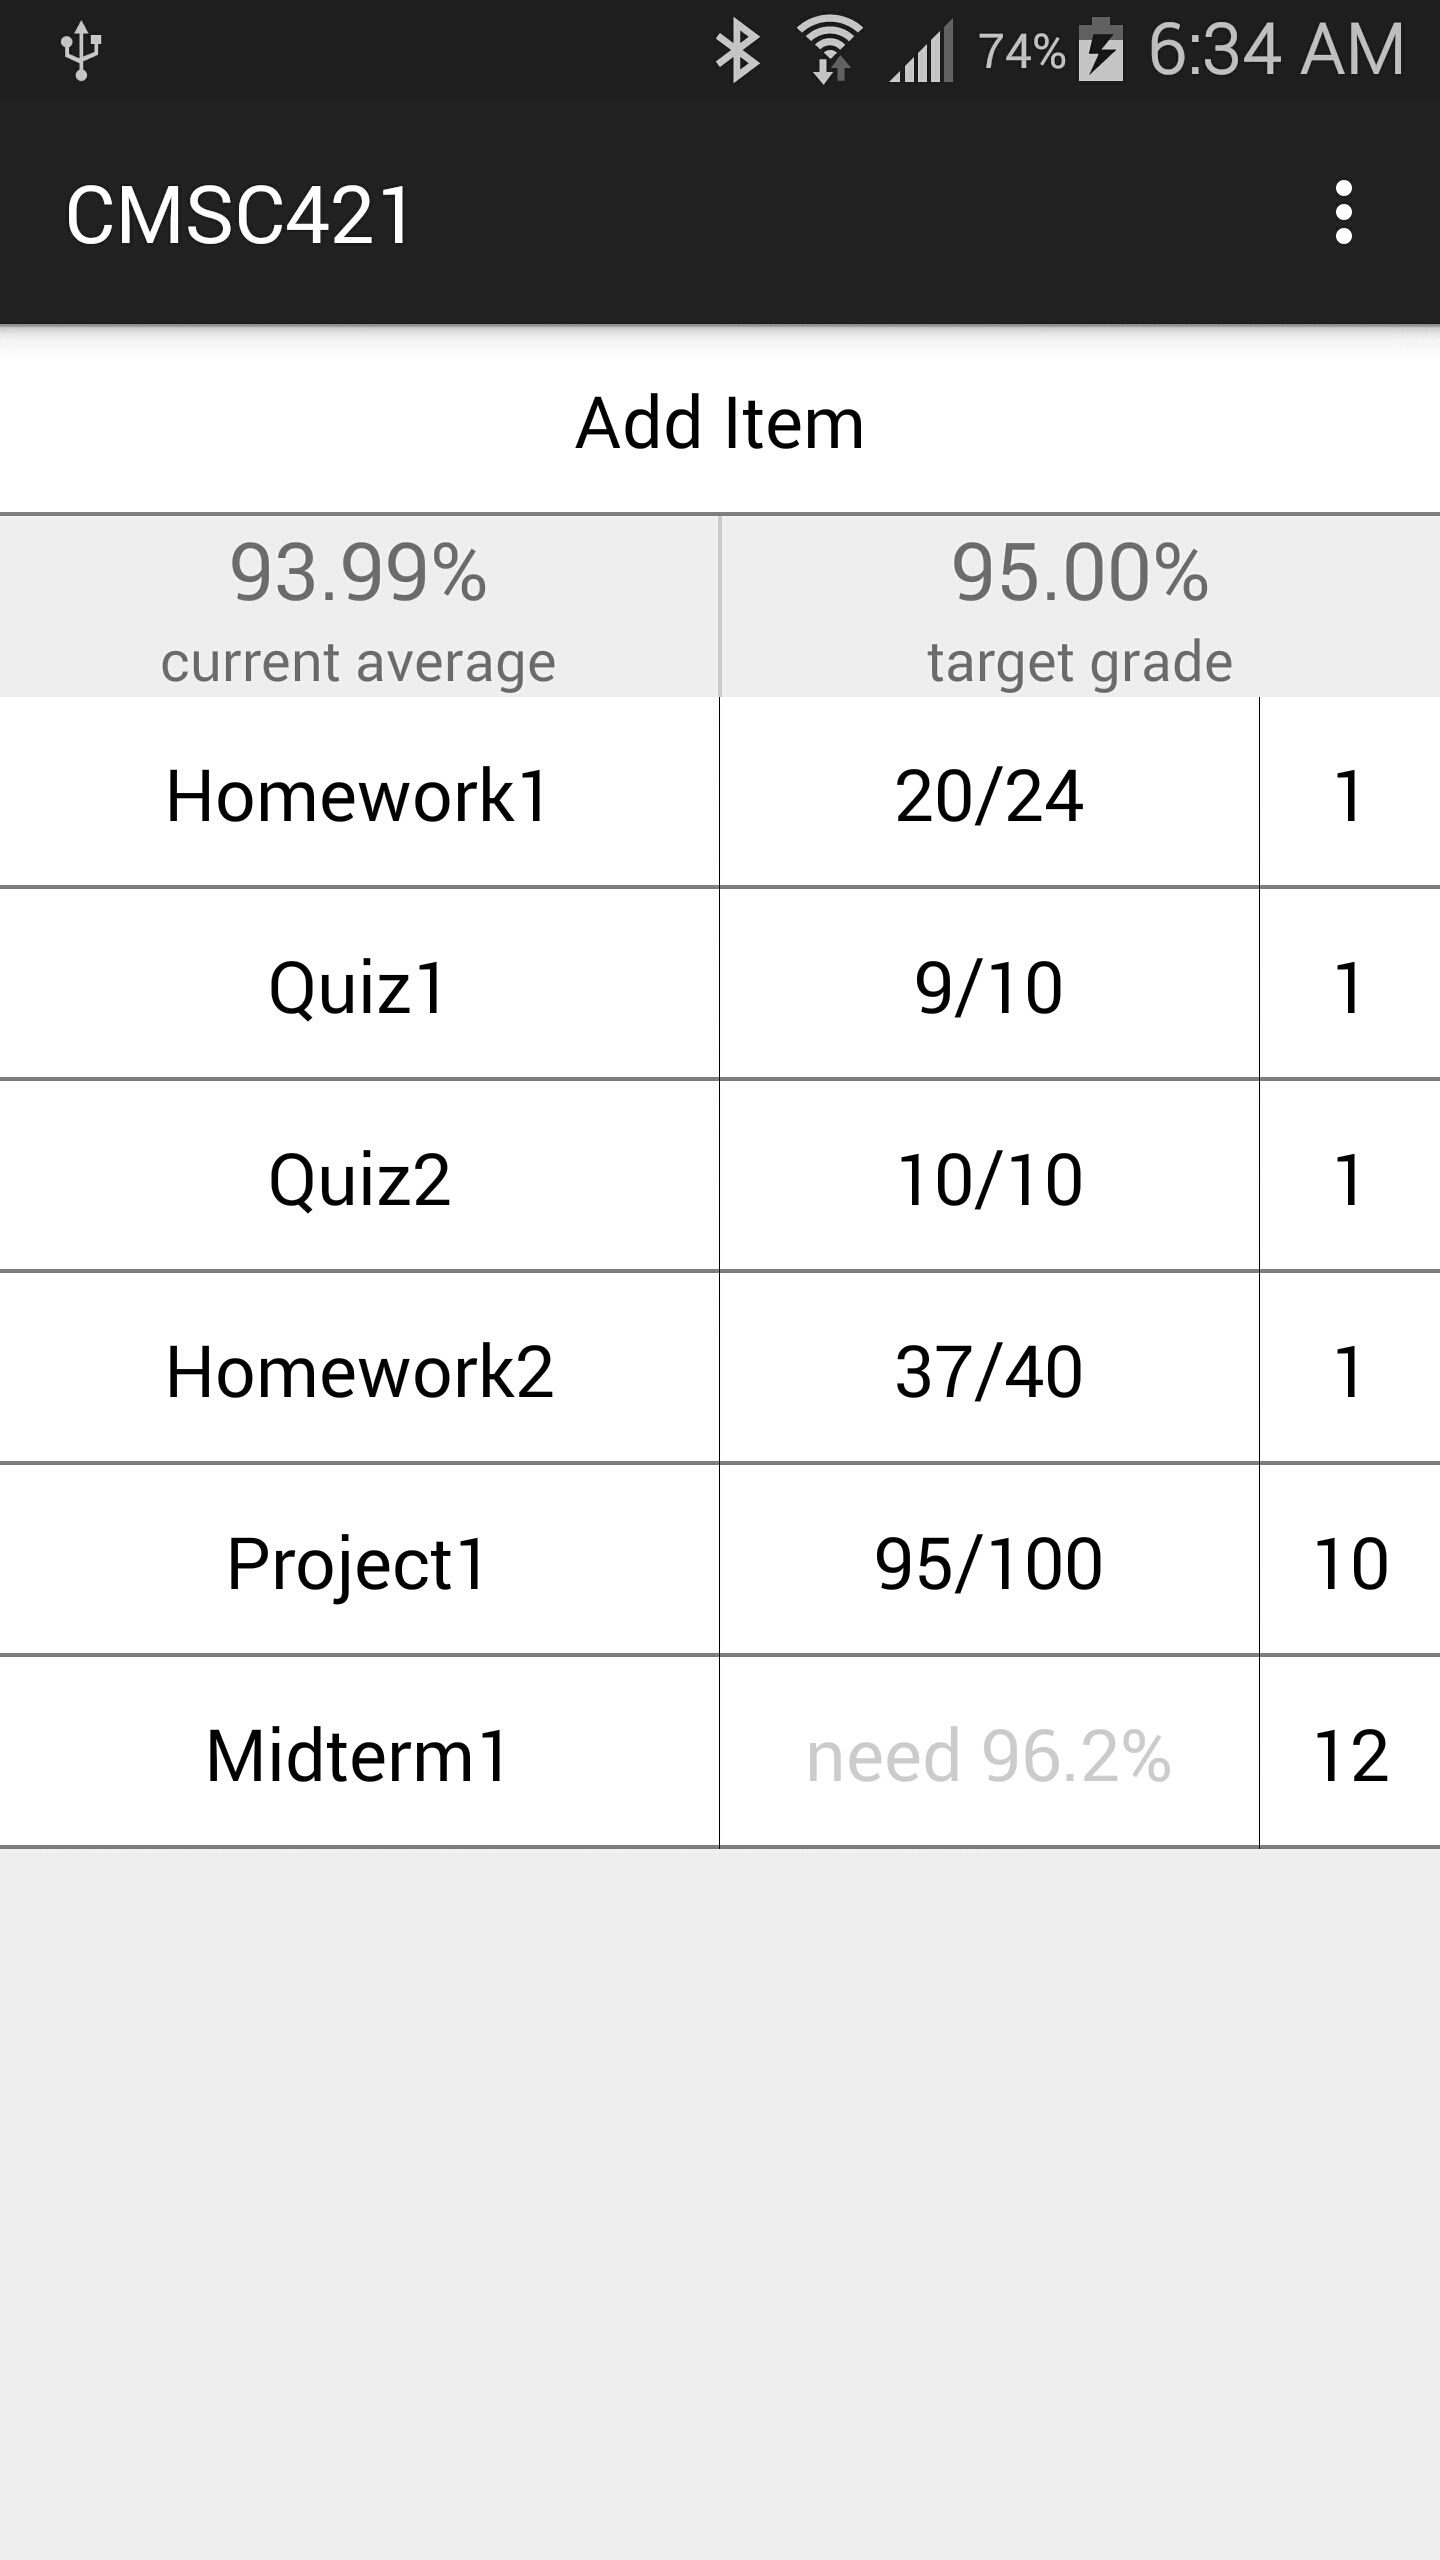 74% 6:34 AM
CMSC421
Add Item
93.99% 95.00%
current average target grade
Homework1 20/24 1
Quiz1 9/10 1
Quiz2 10/10 1
Homework2 37/40 1
Project1 95/100 10
Midterm1 need 96.2% 12